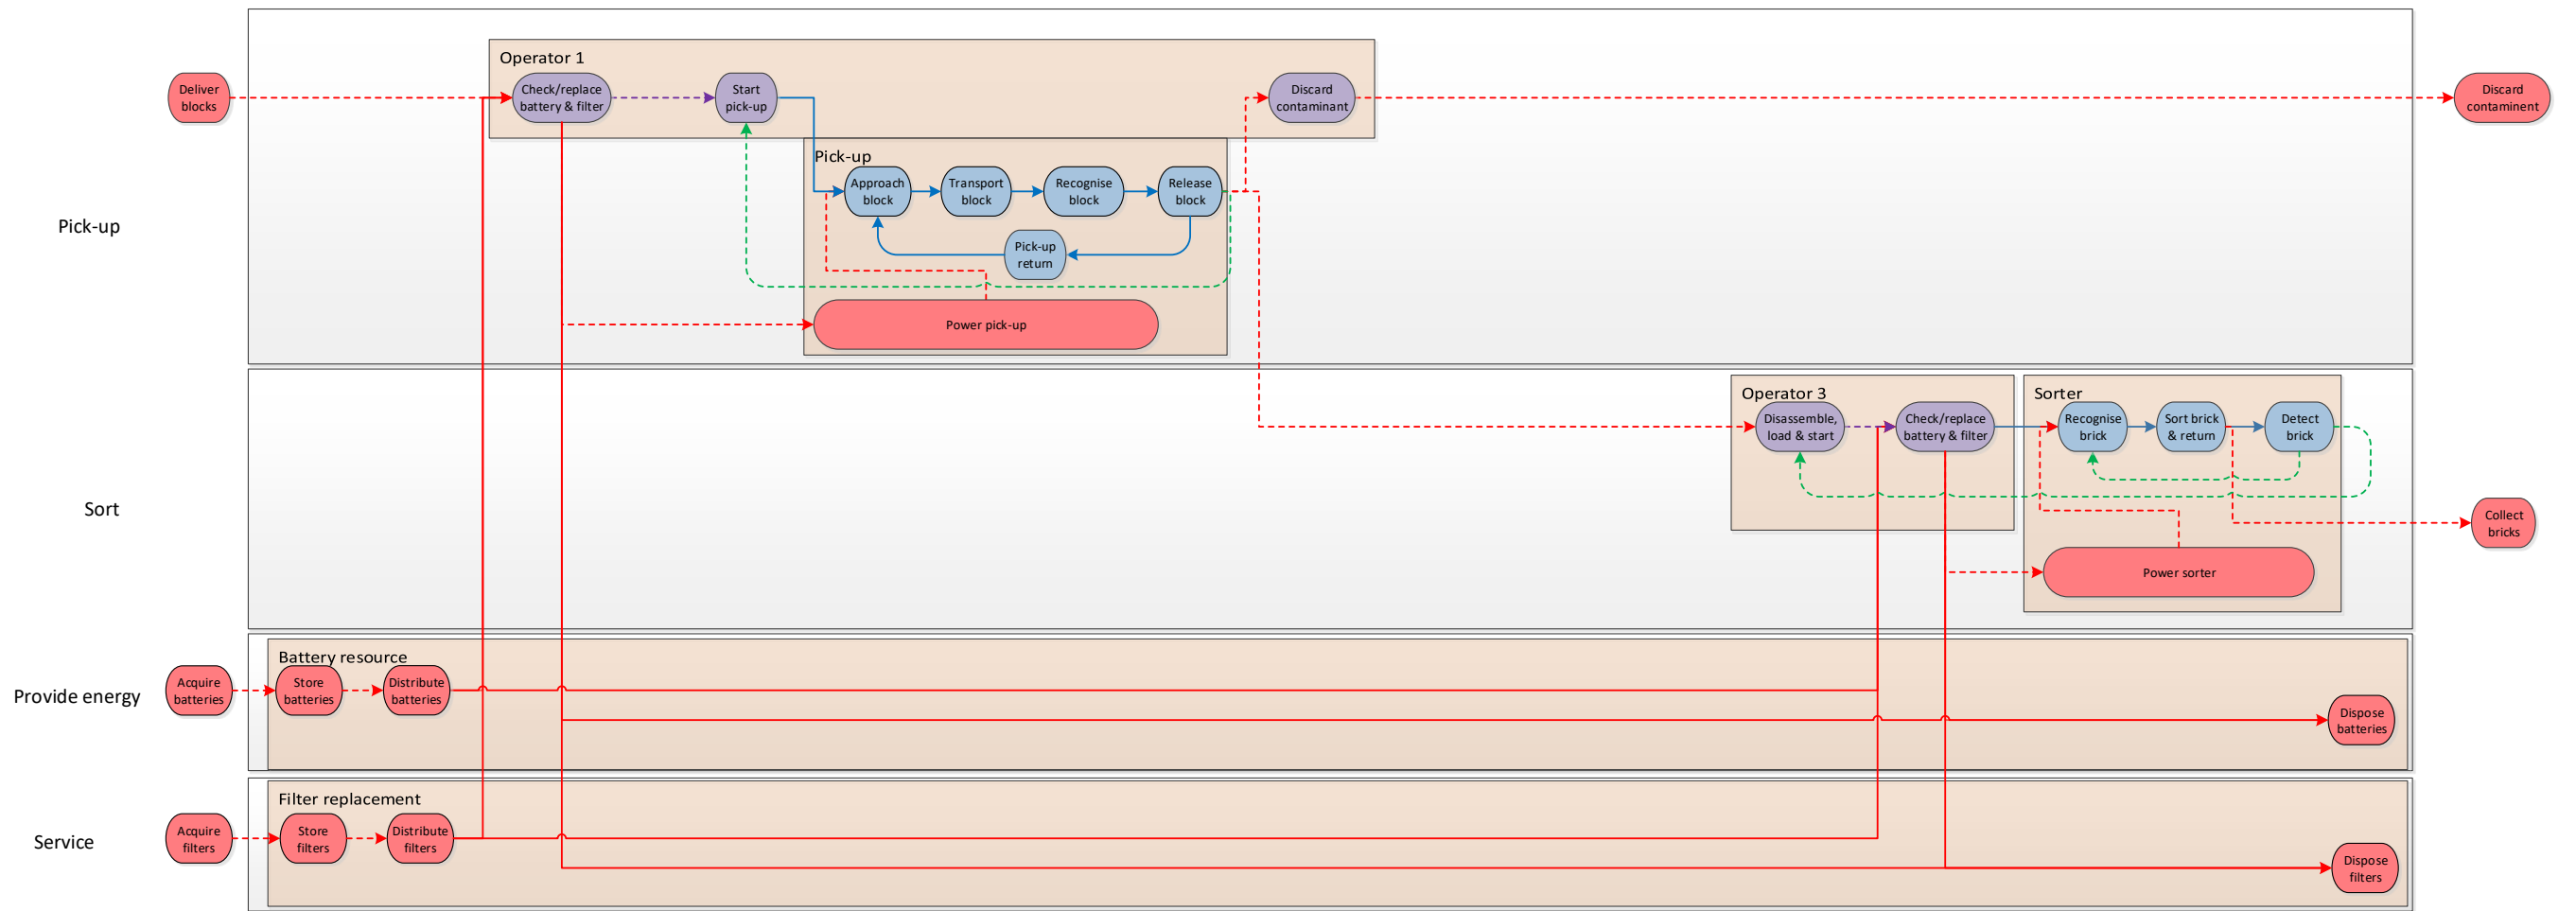 Operator 1
Deliver
blocks
Check/replace
battery & filter
Start
pick-up
Discard
contaminant
Discard
contaminent
Pick-up
Pick-up
Approach
block
Transport
block
Recognise
block
Release
block
Pick-up
return
Power pick-up
Sort
Operator 3
Disassemble,
load & start
Check/replace
battery & filter
Sorter
Recognise
brick
Sort brick
& return
Detect
brick
Collect
bricks
Power sorter
Provide energy
Battery resource
Acquire
batteries
Store
batteries
Distribute
batteries
Dispose
batteries
Service
Filter replacement
Acquire
filters
Store
filters
Distribute
filters
Dispose
filters